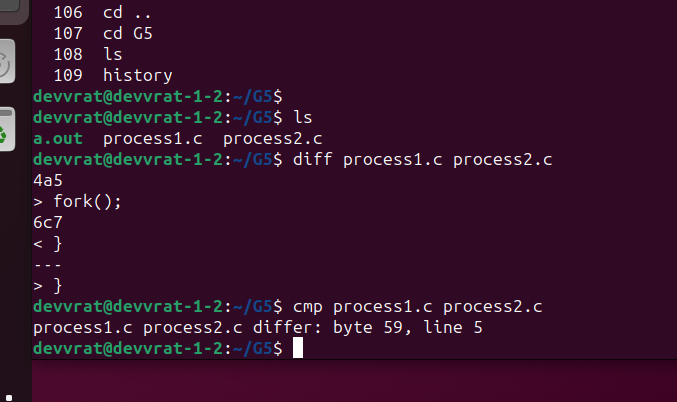 106  cd ..
107  cd G5
108  ls
109  history
devvrat@devvrat-1-2:~/G5$
devvrat@devvrat-1-2:~/G5$ ls
a.out  process1.c  process2.c
devvrat@devvrat-1-2:~/G5$ diff process1.c process2.c
4a5
> fork();
6c7
< }
---
> }
devvrat@devvrat-1-2:~/G5$ cmp process1.c process2.c
process1.c process2.c differ: byte 59, line 5
devvrat@devvrat-1-2:~/G5$